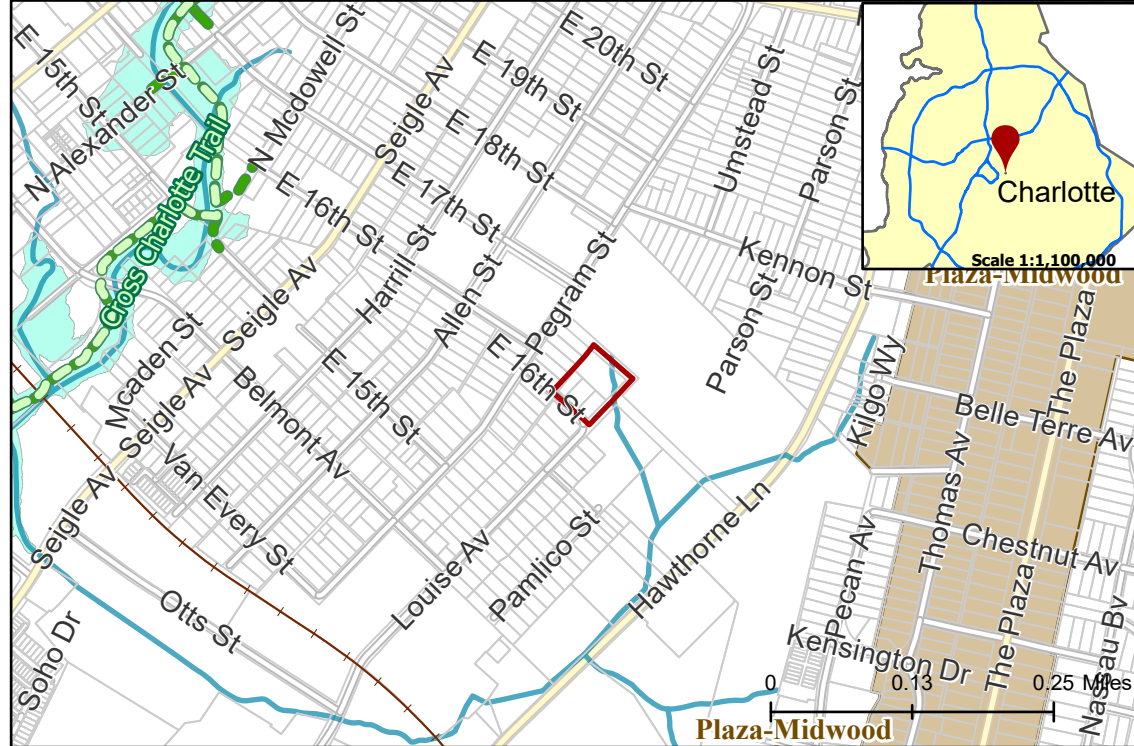 E 15th St
N Alexander St
Cross Charlotte Trail
N Mcdowell St
Seigle Av
E 20th St
E 19th St
E 18th St
E 17th St
E 16th St
Umstead St
Parson St
Charlotte
Scale 1:1,100,000
Plaza-Midwood
Kennon St
Parson St
Pegram St
Allen St
Harrill St
Seigle Av
Mcaden St
Seigle Av
Seigle Av
Belmont Av
E 15th St
E 16th St
Van Every St
Louise Av
Pamlico St
Otts St
Soho Dr
Hawthorne Ln
Kilgo Wy
Belle Terre Av
The Plaza
Thomas Av
Pecan Av
Chestnut Av
The Plaza
Kensington Dr
Nassau Bv
0 0.13 0.25 Miles
Plaza-Midwood